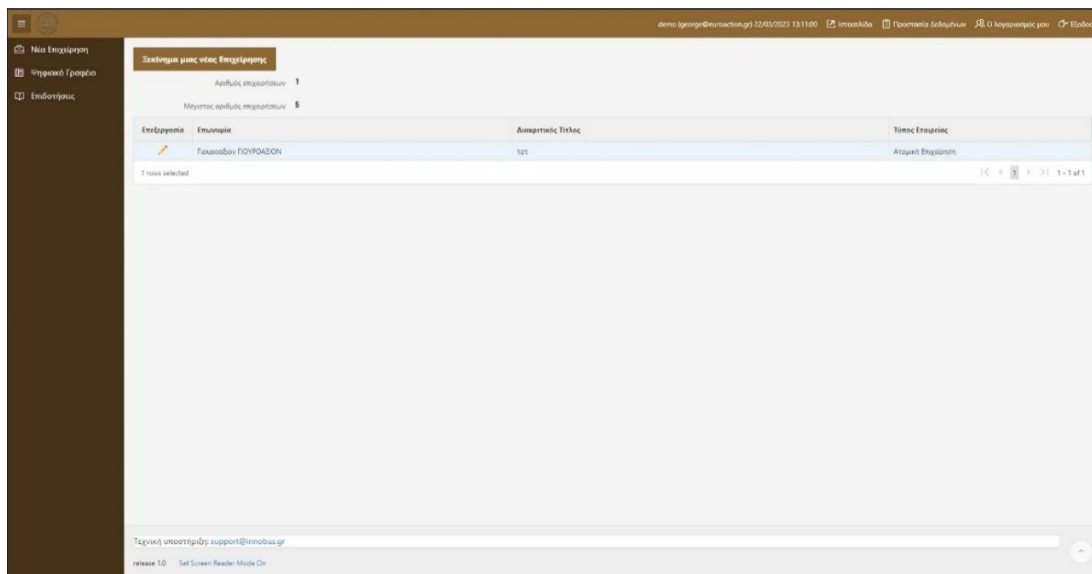 demo (george@euroaction.gr) 22/03/2023 13:11:00 Ιστοσελίδα Προστασία Δεδομένων Ο λογαριασμός μου Έξοδος
Νέα Επιχείρηση
Ψηφιακό Γραφείο
Επιδοτήσεις
Ξεκίνημα μιας νέας Επιχείρησης
Αριθμός επιχειρήσεων 1
Μέγιστος αριθμός επιχειρήσεων 5
Επεξεργασία Επωνυμία Διακριτικός Τίτλος Τύπος Εταιρείας
τρτ Ατομική Επιχείρηση
1 rows selected 1 1 - 1 of 1
Τεχνική υποστήριξη: support@innobus.gr
release 1.0 Set Screen Reader Mode On